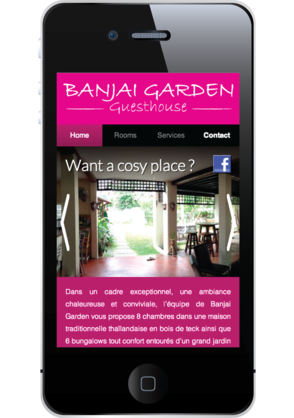 BANJAI GARDEN
Guesthouse
Home Rooms Services Contact
Want a cosy place ? f
Dans un cadre exceptionnel, une ambiance
chaleureuse et conviviale, l'équipe de Banjai
Garden vous propose 8 chambres dans une maison
traditionnelle thaïlandaise en bois de teck ainsi que
6 bungalows tout confort entourés d'un grand jardin